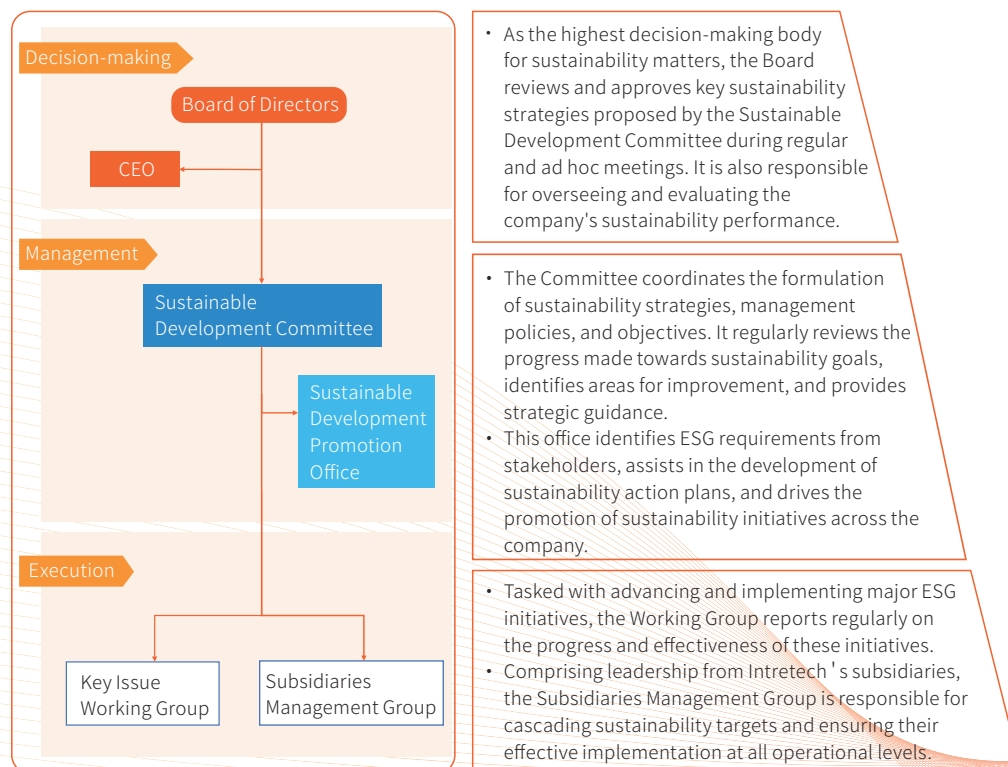 Decision-making
Board of Directors
CEO
Management
Sustainable
Development Committee
Sustainable
Development
Promotion
Office
Execution
Key Issue
Working Group
Subsidiaries
Management Group
• As the highest decision-making body
for sustainability matters, the Board
reviews and approves key sustainability
strategies proposed by the Sustainable
Development Committee during regular
and ad hoc meetings. It is also responsible
for overseeing and evaluating the
company's sustainability performance.
• The Committee coordinates the formulation
of sustainability strategies, management
policies, and objectives. It regularly reviews the
progress made towards sustainability goals,
identifies areas for improvement, and provides
strategic guidance.
• This office identifies ESG requirements from
stakeholders, assists in the development of
sustainability action plans, and drives the
promotion of sustainability initiatives across the
company.
• Tasked with advancing and implementing major ESG
initiatives, the Working Group reports regularly on
the progress and effectiveness of these initiatives.
• Comprising leadership from Intretech's subsidiaries,
the Subsidiaries Management Group is responsible for
cascading sustainability targets and ensuring their
effective implementation at all operational levels.